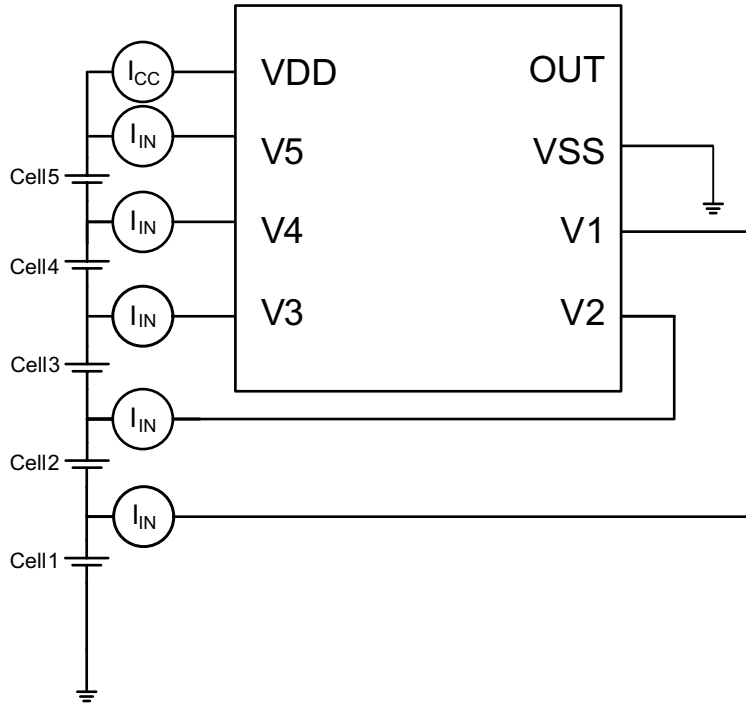 ICC VDD OUT
IIN V5 VSS
Cell5
IIN V4 V1
Cell4
IIN V3 V2
Cell3
IIN
Cell2
IIN
Cell1